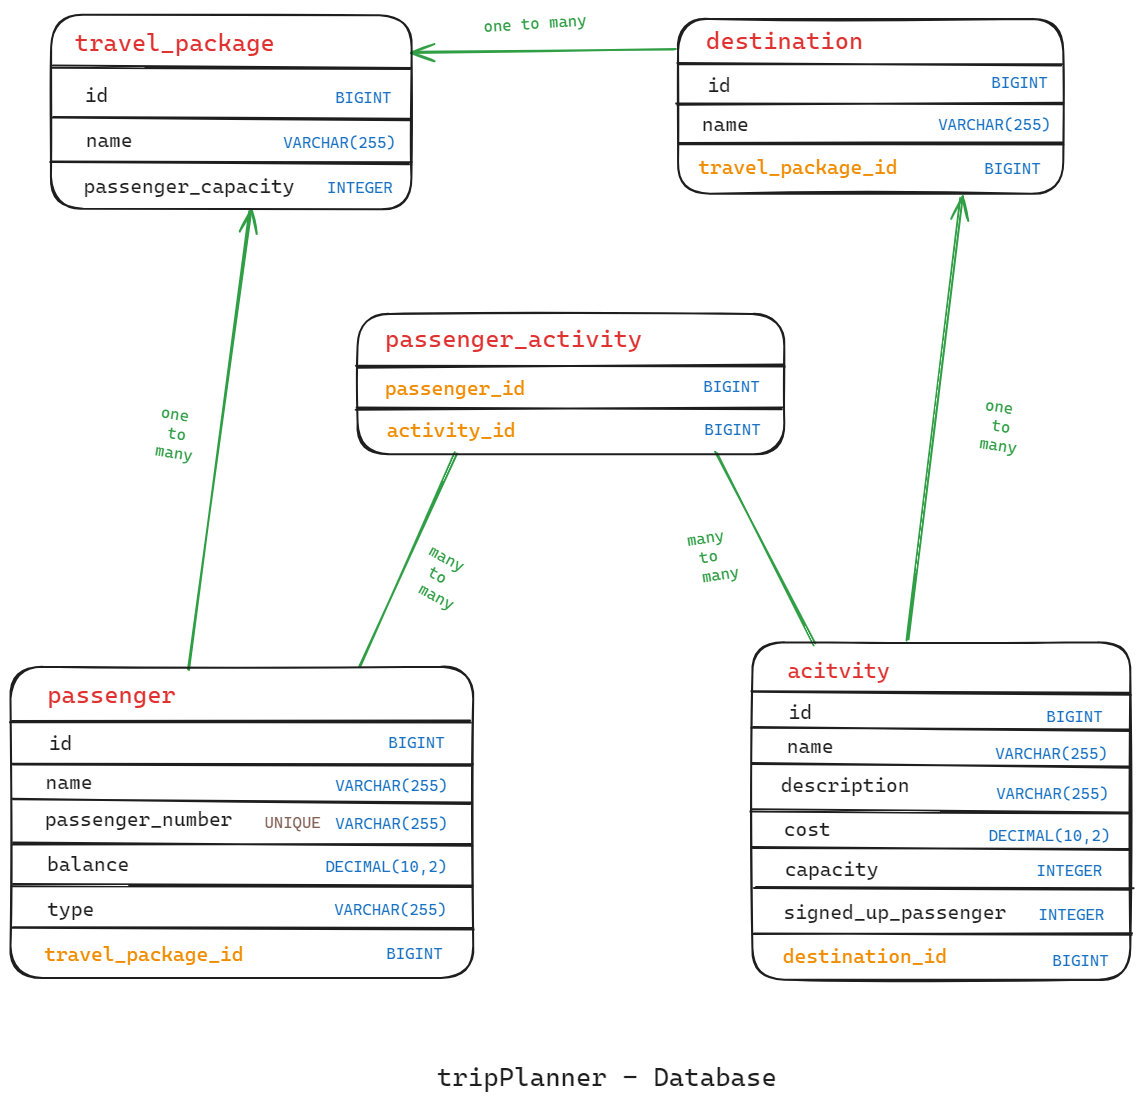 travel_package
id BIGINT
name VARCHAR(255)
passenger_capacity INTEGER
one to many
destination
id BIGINT
name VARCHAR(255)
travel_package_id BIGINT
passenger_activity
passenger_id BIGINT
activity_id BIGINT
one
to
many
many
to
many
many
to
many
one
to
many
passenger
id BIGINT
name VARCHAR(255)
passenger_number UNIQUE VARCHAR(255)
balance DECIMAL(10,2)
type VARCHAR(255)
travel_package_id BIGINT
acitvity
id BIGINT
name VARCHAR(255)
description VARCHAR(255)
cost DECIMAL(10,2)
capacity INTEGER
signed_up_passenger INTEGER
destination_id BIGINT
tripPlanner - Database